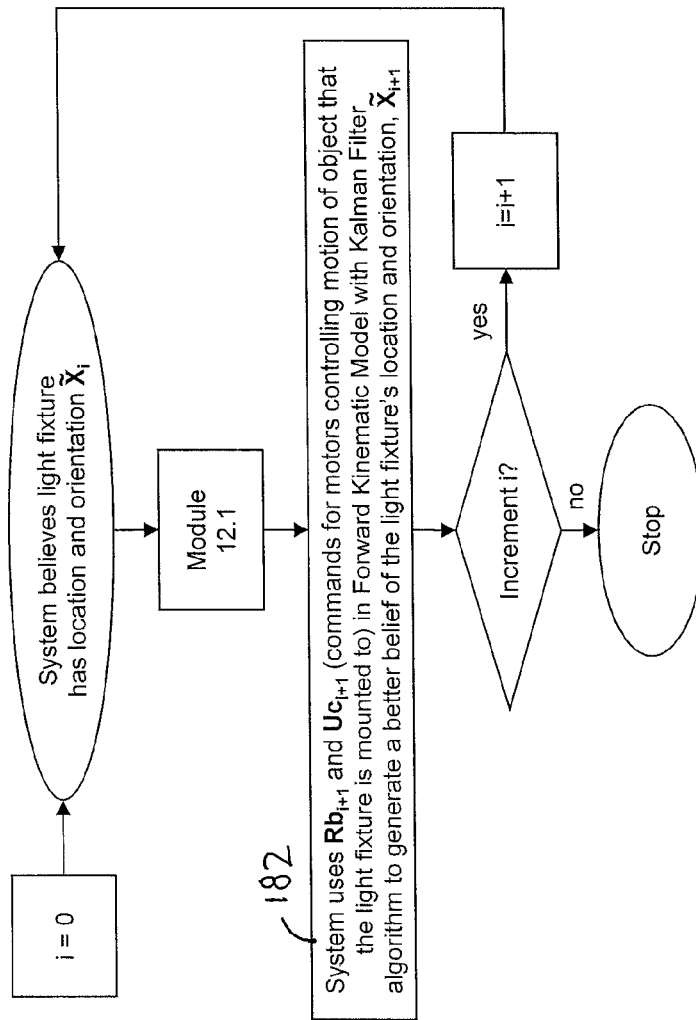 i = 0
System believes light fixture
has location and orientation X̃ᵢ
Module
12.1
182
System uses Rbᵢ₊₁ and Ucᵢ₊₁ (commands for motors controlling motion of object that
the light fixture is mounted to) in Forward Kinematic Model with Kalman Filter
algorithm to generate a better belief of the light fixture's location and orientation, X̃ᵢ₊₁
Increment i?
yes
i=i+1
no
Stop